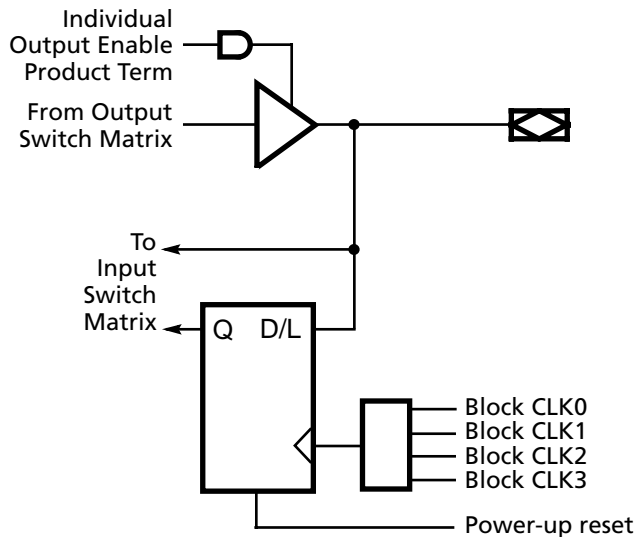 Individual
Output Enable
Product Term
From Output
Switch Matrix
To
Input
Switch
Matrix
Q D/L
Block CLK0
Block CLK1
Block CLK2
Block CLK3
Power-up reset